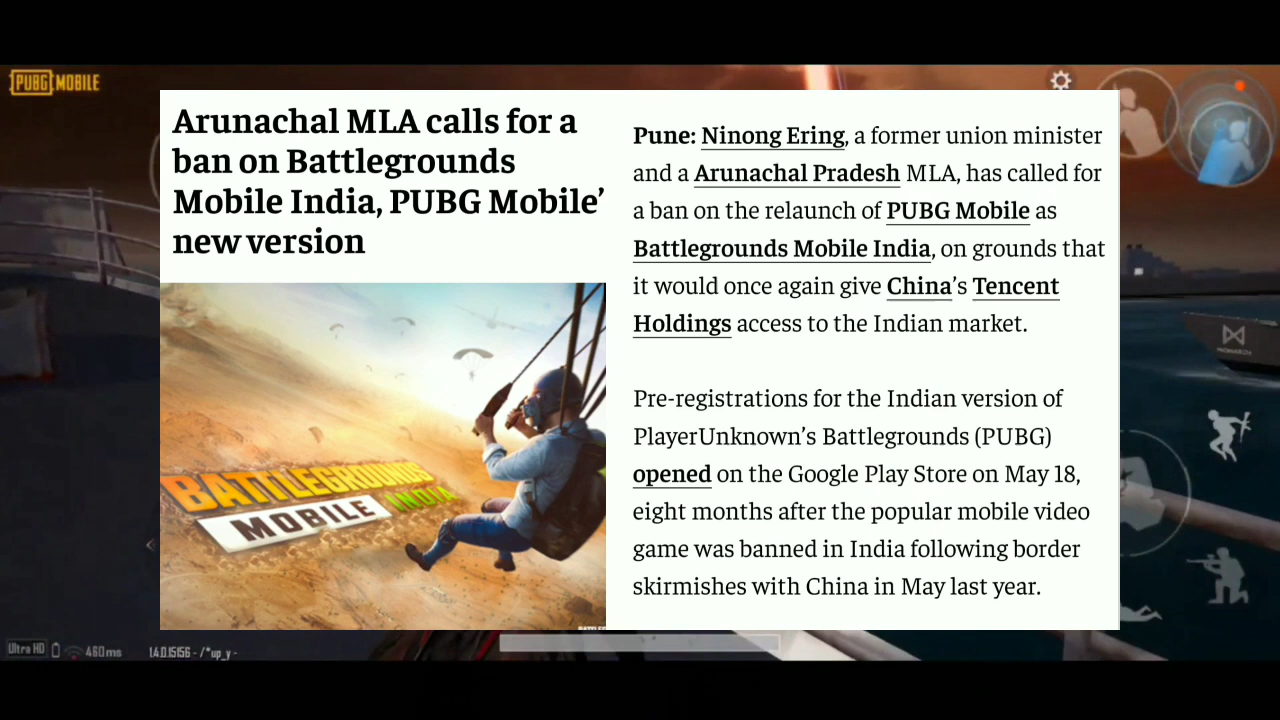 PUBG MOBILE
Arunachal MLA calls for a
ban on Battlegrounds
Mobile India, PUBG Mobile’
new version
BATTLEGROUNDS
MOBILE INDIA
Pune: Ninong Ering, a former union minister
and a Arunachal Pradesh MLA, has called for
a ban on the relaunch of PUBG Mobile as
Battlegrounds Mobile India, on grounds that
it would once again give China’s Tencent
Holdings access to the Indian market.
Pre-registrations for the Indian version of
PlayerUnknown’s Battlegrounds (PUBG)
opened on the Google Play Store on May 18,
eight months after the popular mobile video
game was banned in India following border
skirmishes with China in May last year.
MONARCH
Ultra HD 460ms 1.4.0.15156 - /*up_y -